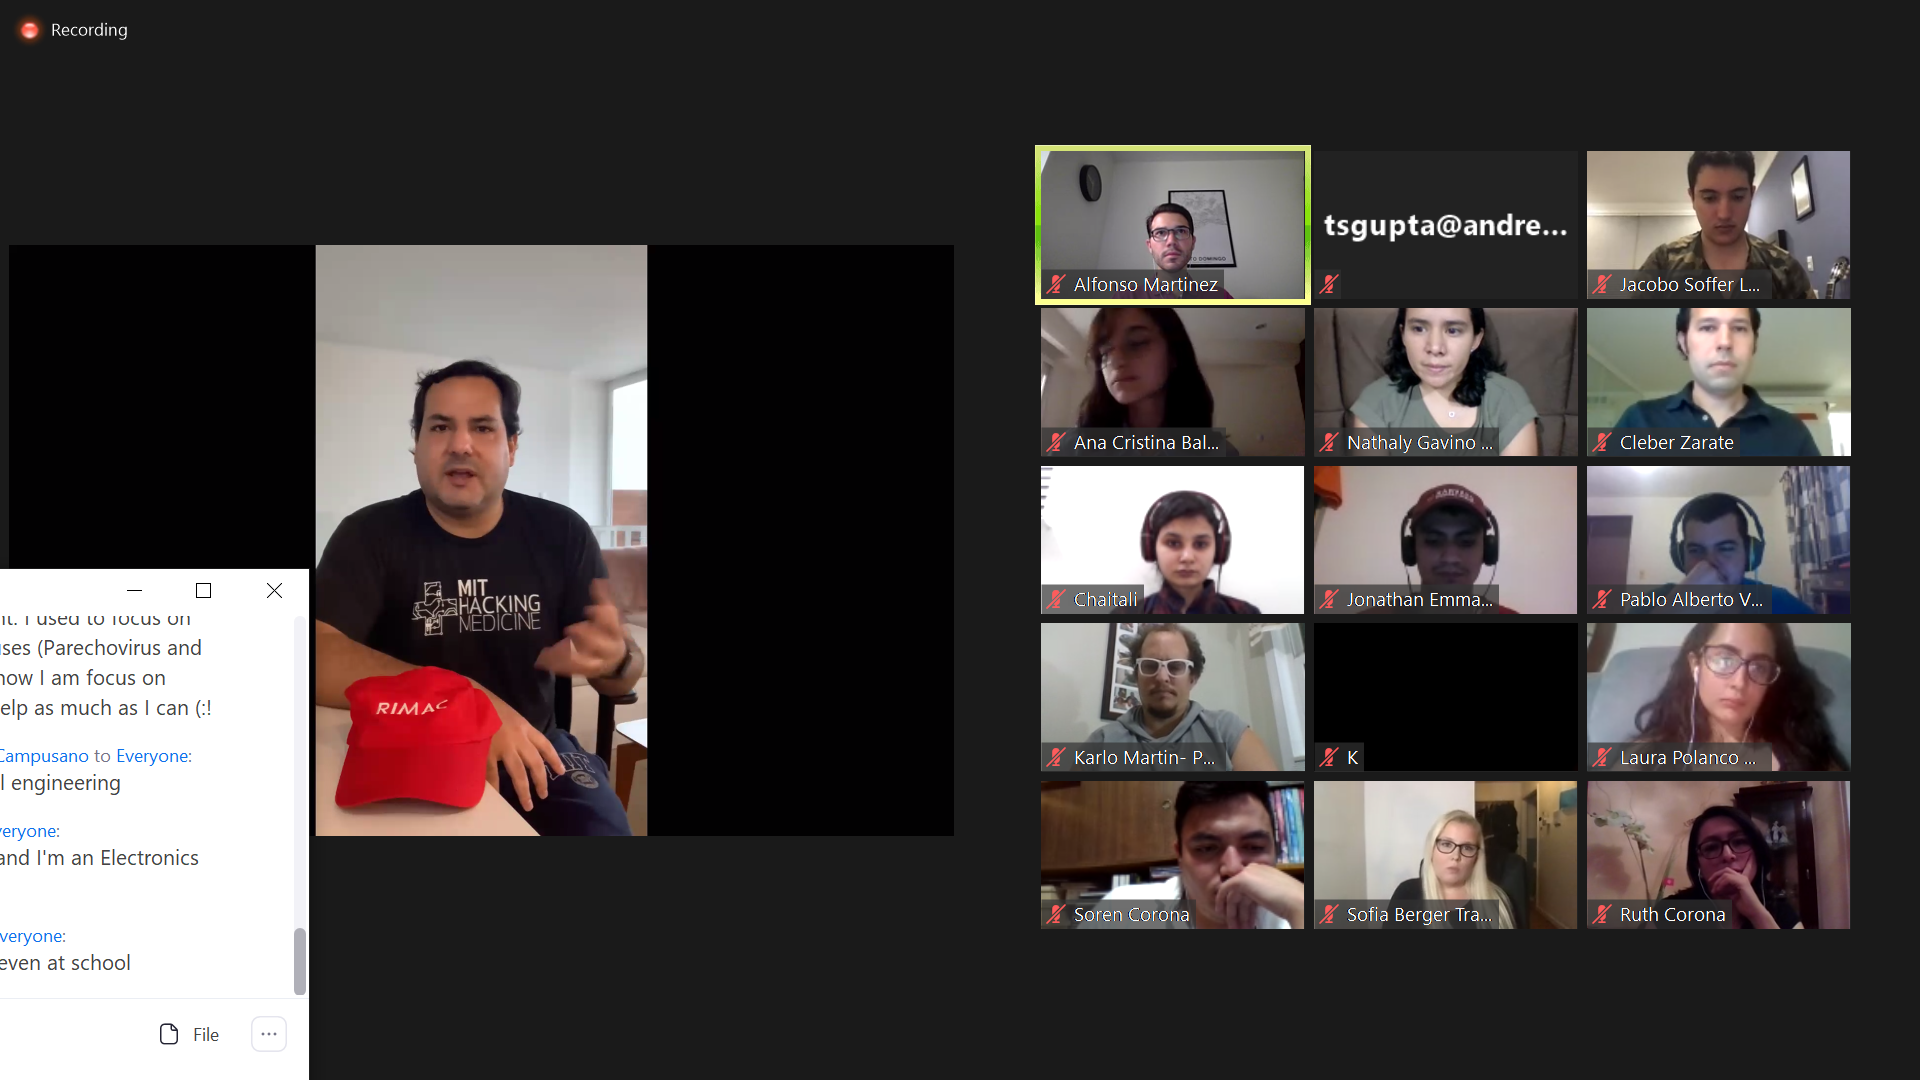 Recording
MIT
HACKING
MEDICINE
RIMAC
Alfonso Martinez
tsgupta@andre...
Jacobo Soffer L...
Ana Cristina Bal...
Nathaly Gavino ...
Cleber Zarate
Chaitali
Jonathan Emma...
Pablo Alberto V...
Karlo Martin- P...
K
Laura Polanco ...
Soren Corona
Sofia Berger Tra...
Ruth Corona
nt. I used to focus on
uses (Parechovirus and
now I am focus on
elp as much as I can (:!
Campusano to Everyone:
l engineering
veryone:
and I'm an Electronics
veryone:
even at school
File